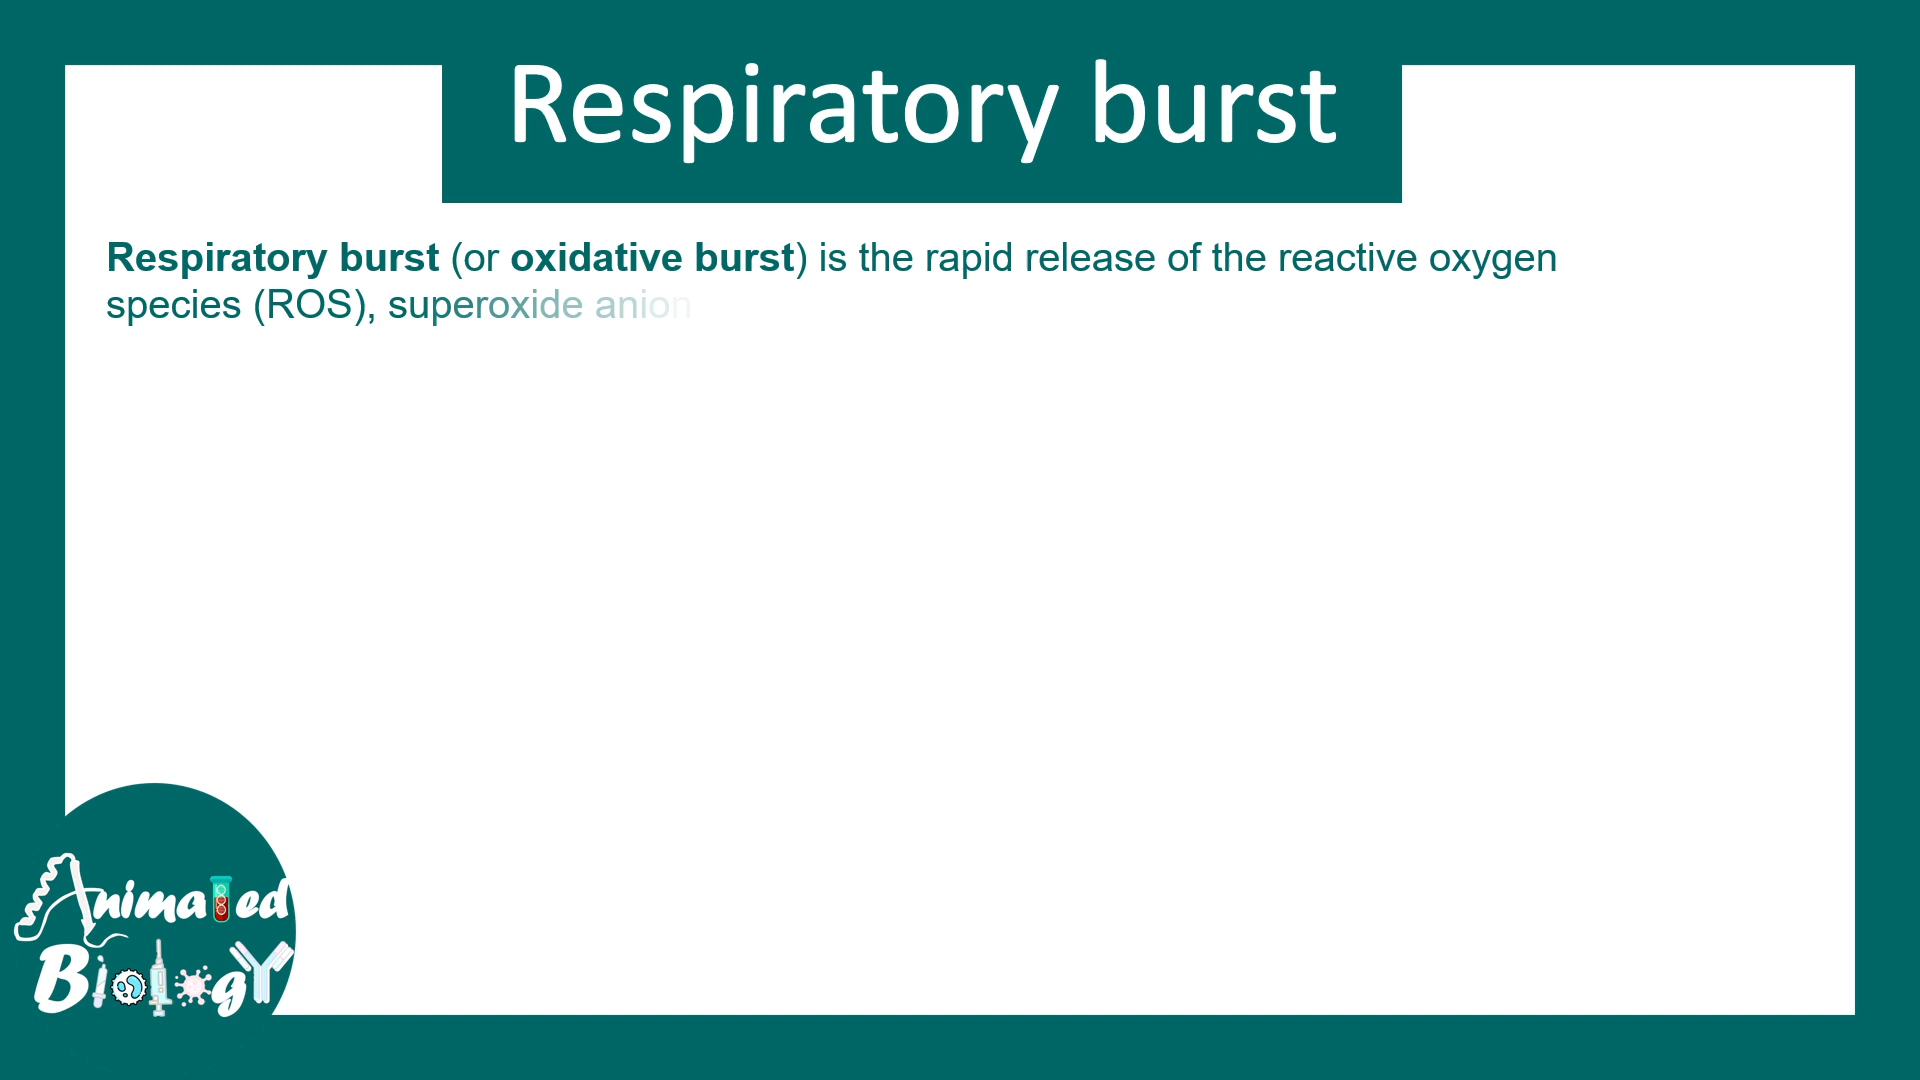 Respiratory burst
Respiratory burst (or oxidative burst) is the rapid release of the reactive oxygen
species (ROS), superoxide anion
Animated
Biology